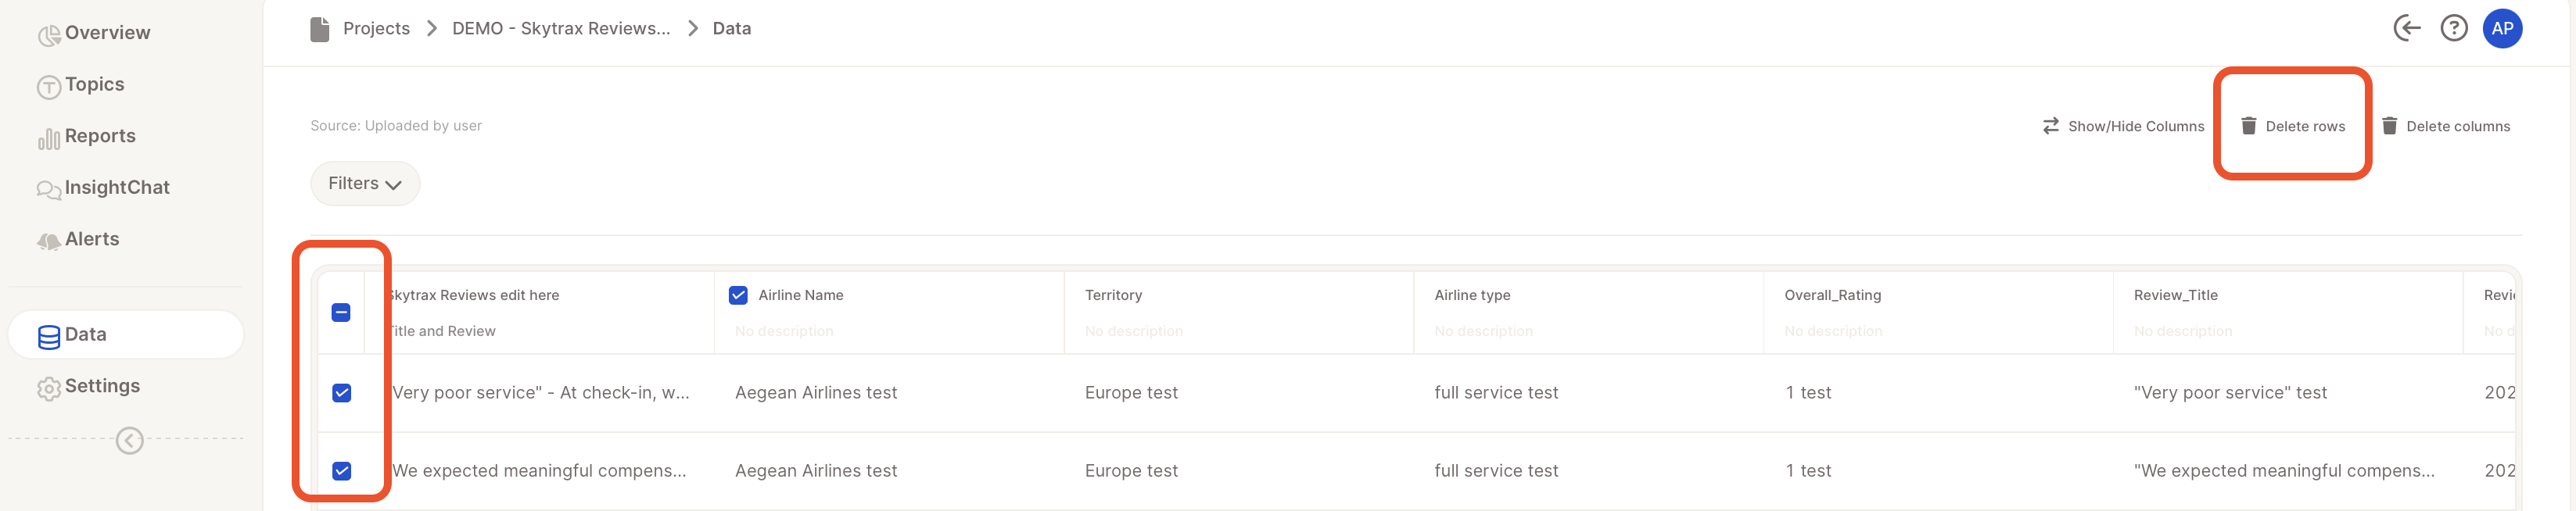 Overview
Topics
Reports
InsightChat
Alerts
Data
Settings
Projects > DEMO - Skytrax Reviews... > Data
AP
Source: Uploaded by user
Show/Hide Columns Delete rows Delete columns
Filters
Skytrax Reviews edit here Airline Name Territory Airline type Overall_Rating Review_Title
Title and Review No description No description No description No description No description
Very poor service" - At check-in, w... Aegean Airlines test Europe test full service test 1 test "Very poor service" test 202
We expected meaningful compens... Aegean Airlines test Europe test full service test 1 test "We expected meaningful compens... 202